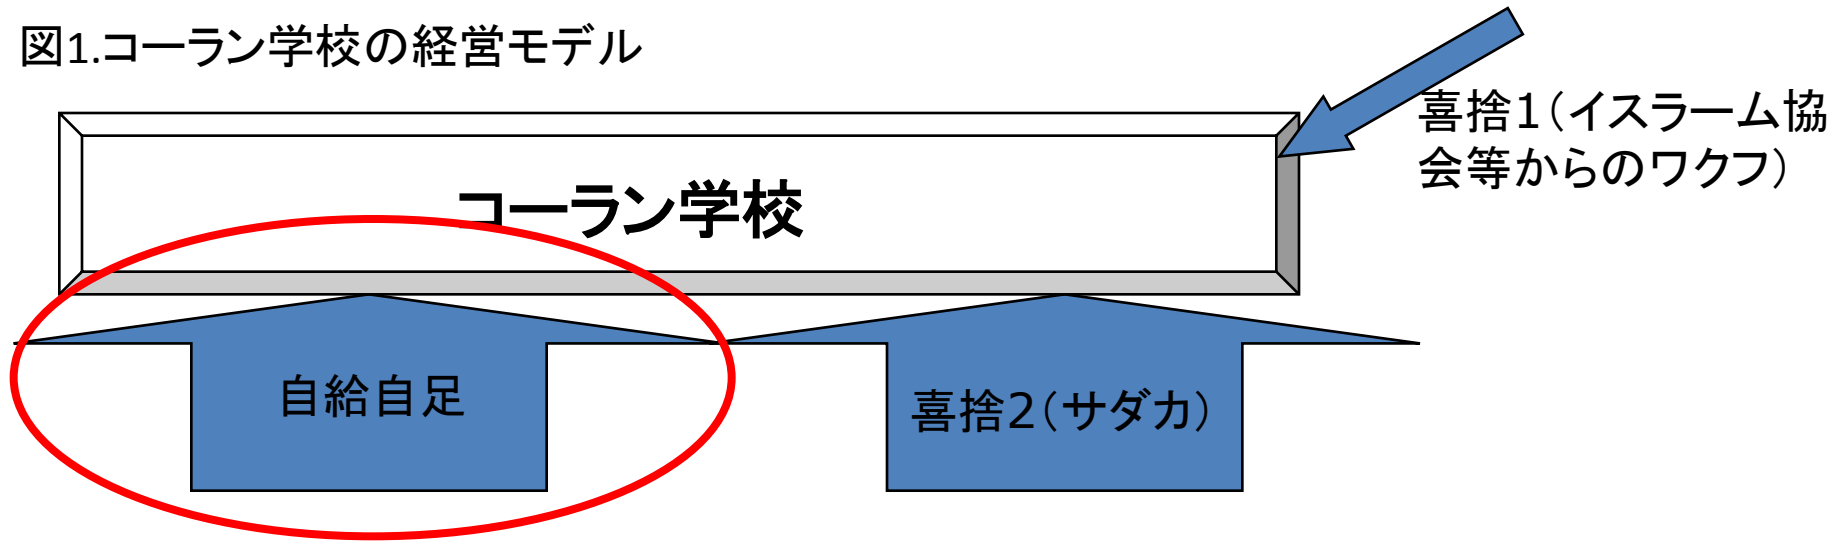 図1.コーラン学校の経営モデル
喜捨1(イスラーム協
会等からのワクフ)
コーラン学校
自給自足
喜捨2(サダカ)